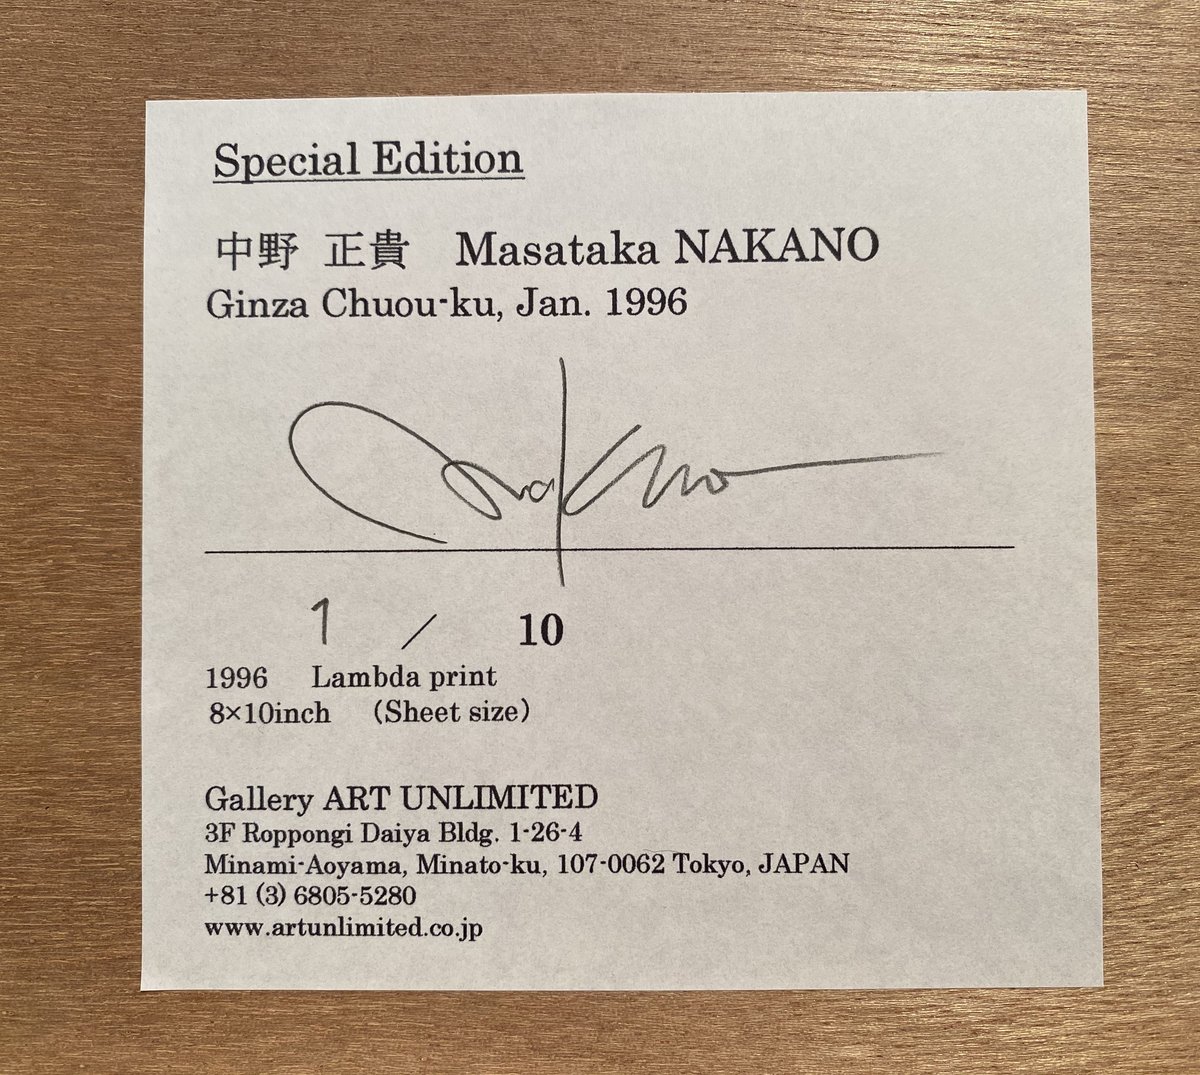 Special Edition
中野 正貴 Masataka NAKANO
Ginza Chuou-ku, Jan. 1996
Nakano
1 / 10
1996 Lambda print
8×10inch (Sheet size)
Gallery ART UNLIMITED
3F Roppongi Daiya Bldg. 1-26-4
Minami-Aoyama, Minato-ku, 107-0062 Tokyo, JAPAN
+81 (3) 6805-5280
www.artunlimited.co.jp